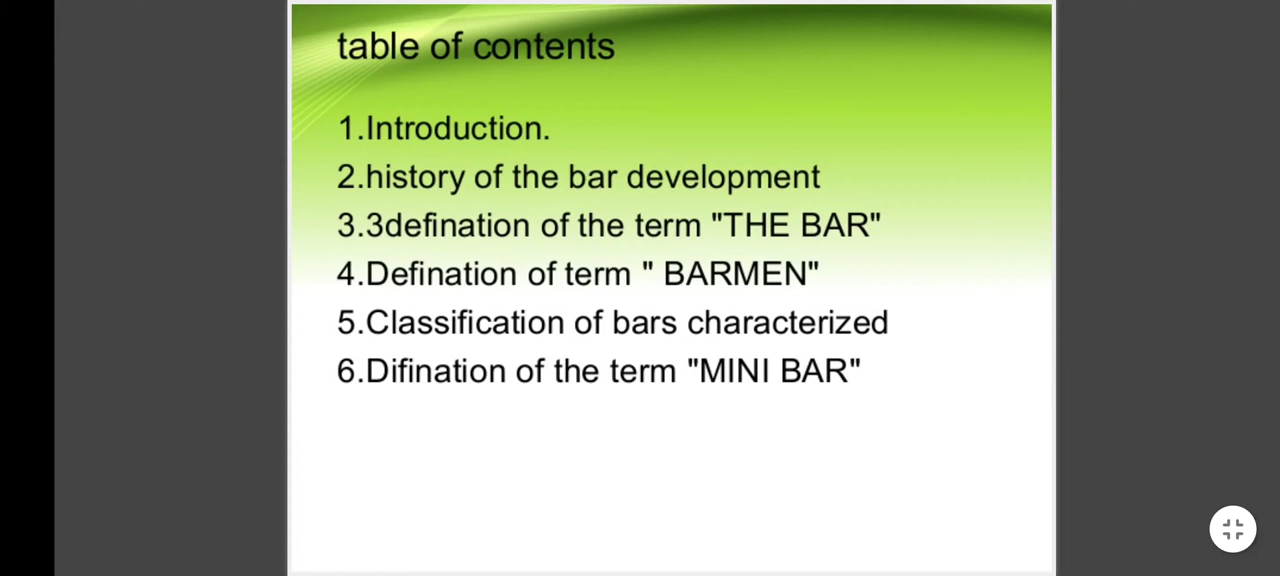 table of contents
1.Introduction.
2.history of the bar development
3.3defination of the term "THE BAR"
4.Defination of term " BARMEN"
5.Classification of bars characterized
6.Difination of the term "MINI BAR"